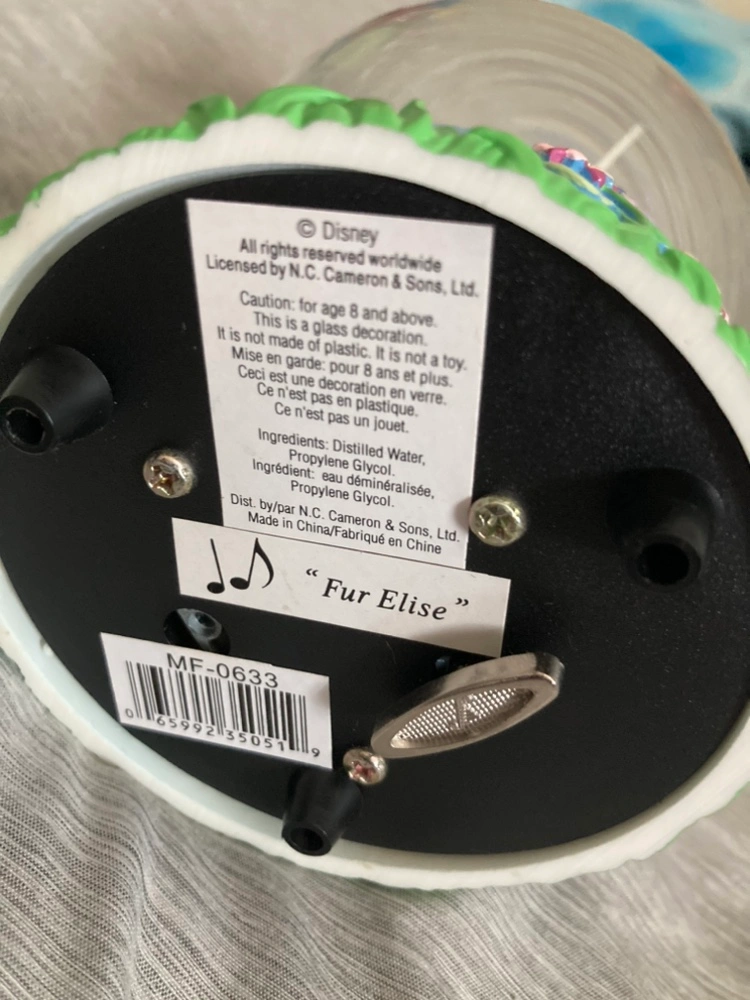 © Disney
All rights reserved worldwide
Licensed by N.C. Cameron & Sons, Ltd.
Caution: for age 8 and above.
This is a glass decoration.
It is not made of plastic. It is not a toy.
Mise en garde: pour 8 ans et plus.
Ceci est une decoration en verre.
Ce n'est pas en plastique.
Ce n'est pas un jouet.
Ingredients: Distilled Water,
Propylene Glycol.
Ingrédient: eau déminéralisée,
Propylene Glycol.
Dist. by/par N.C. Cameron & Sons, Ltd.
Made in China/Fabriqué en Chine
“Fur Elise”
MF-0633
0 65992 35051 9